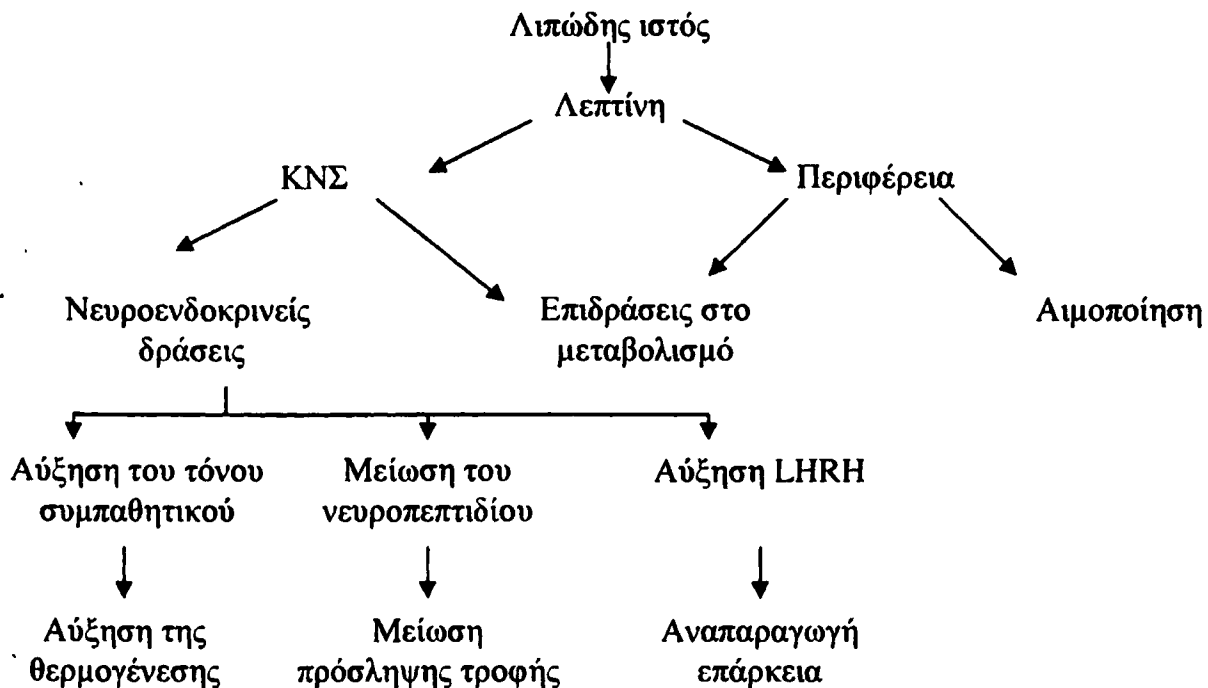 Λιπώδης ιστός
Λεπτίνη
ΚΝΣ
Περιφέρεια
Νευροενδοκρινείς
δράσεις
Επιδράσεις στο
μεταβολισμό
Αιμοποίηση
Αύξηση του τόνου
συμπαθητικού
Μείωση του
νευροπεπτιδίου
Αύξηση LHRH
Αύξηση της
θερμογένεσης
Μείωση
πρόσληψης τροφής
Αναπαραγωγή
επάρκεια